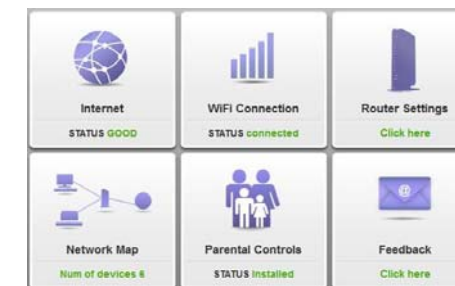 Internet
WiFi Connection
Router Settings
STATUS GOOD
STATUS connected
Click here
@
Network Map
Parental Controls
Feedback
Num of devices 6
STATUS Installed
Click here